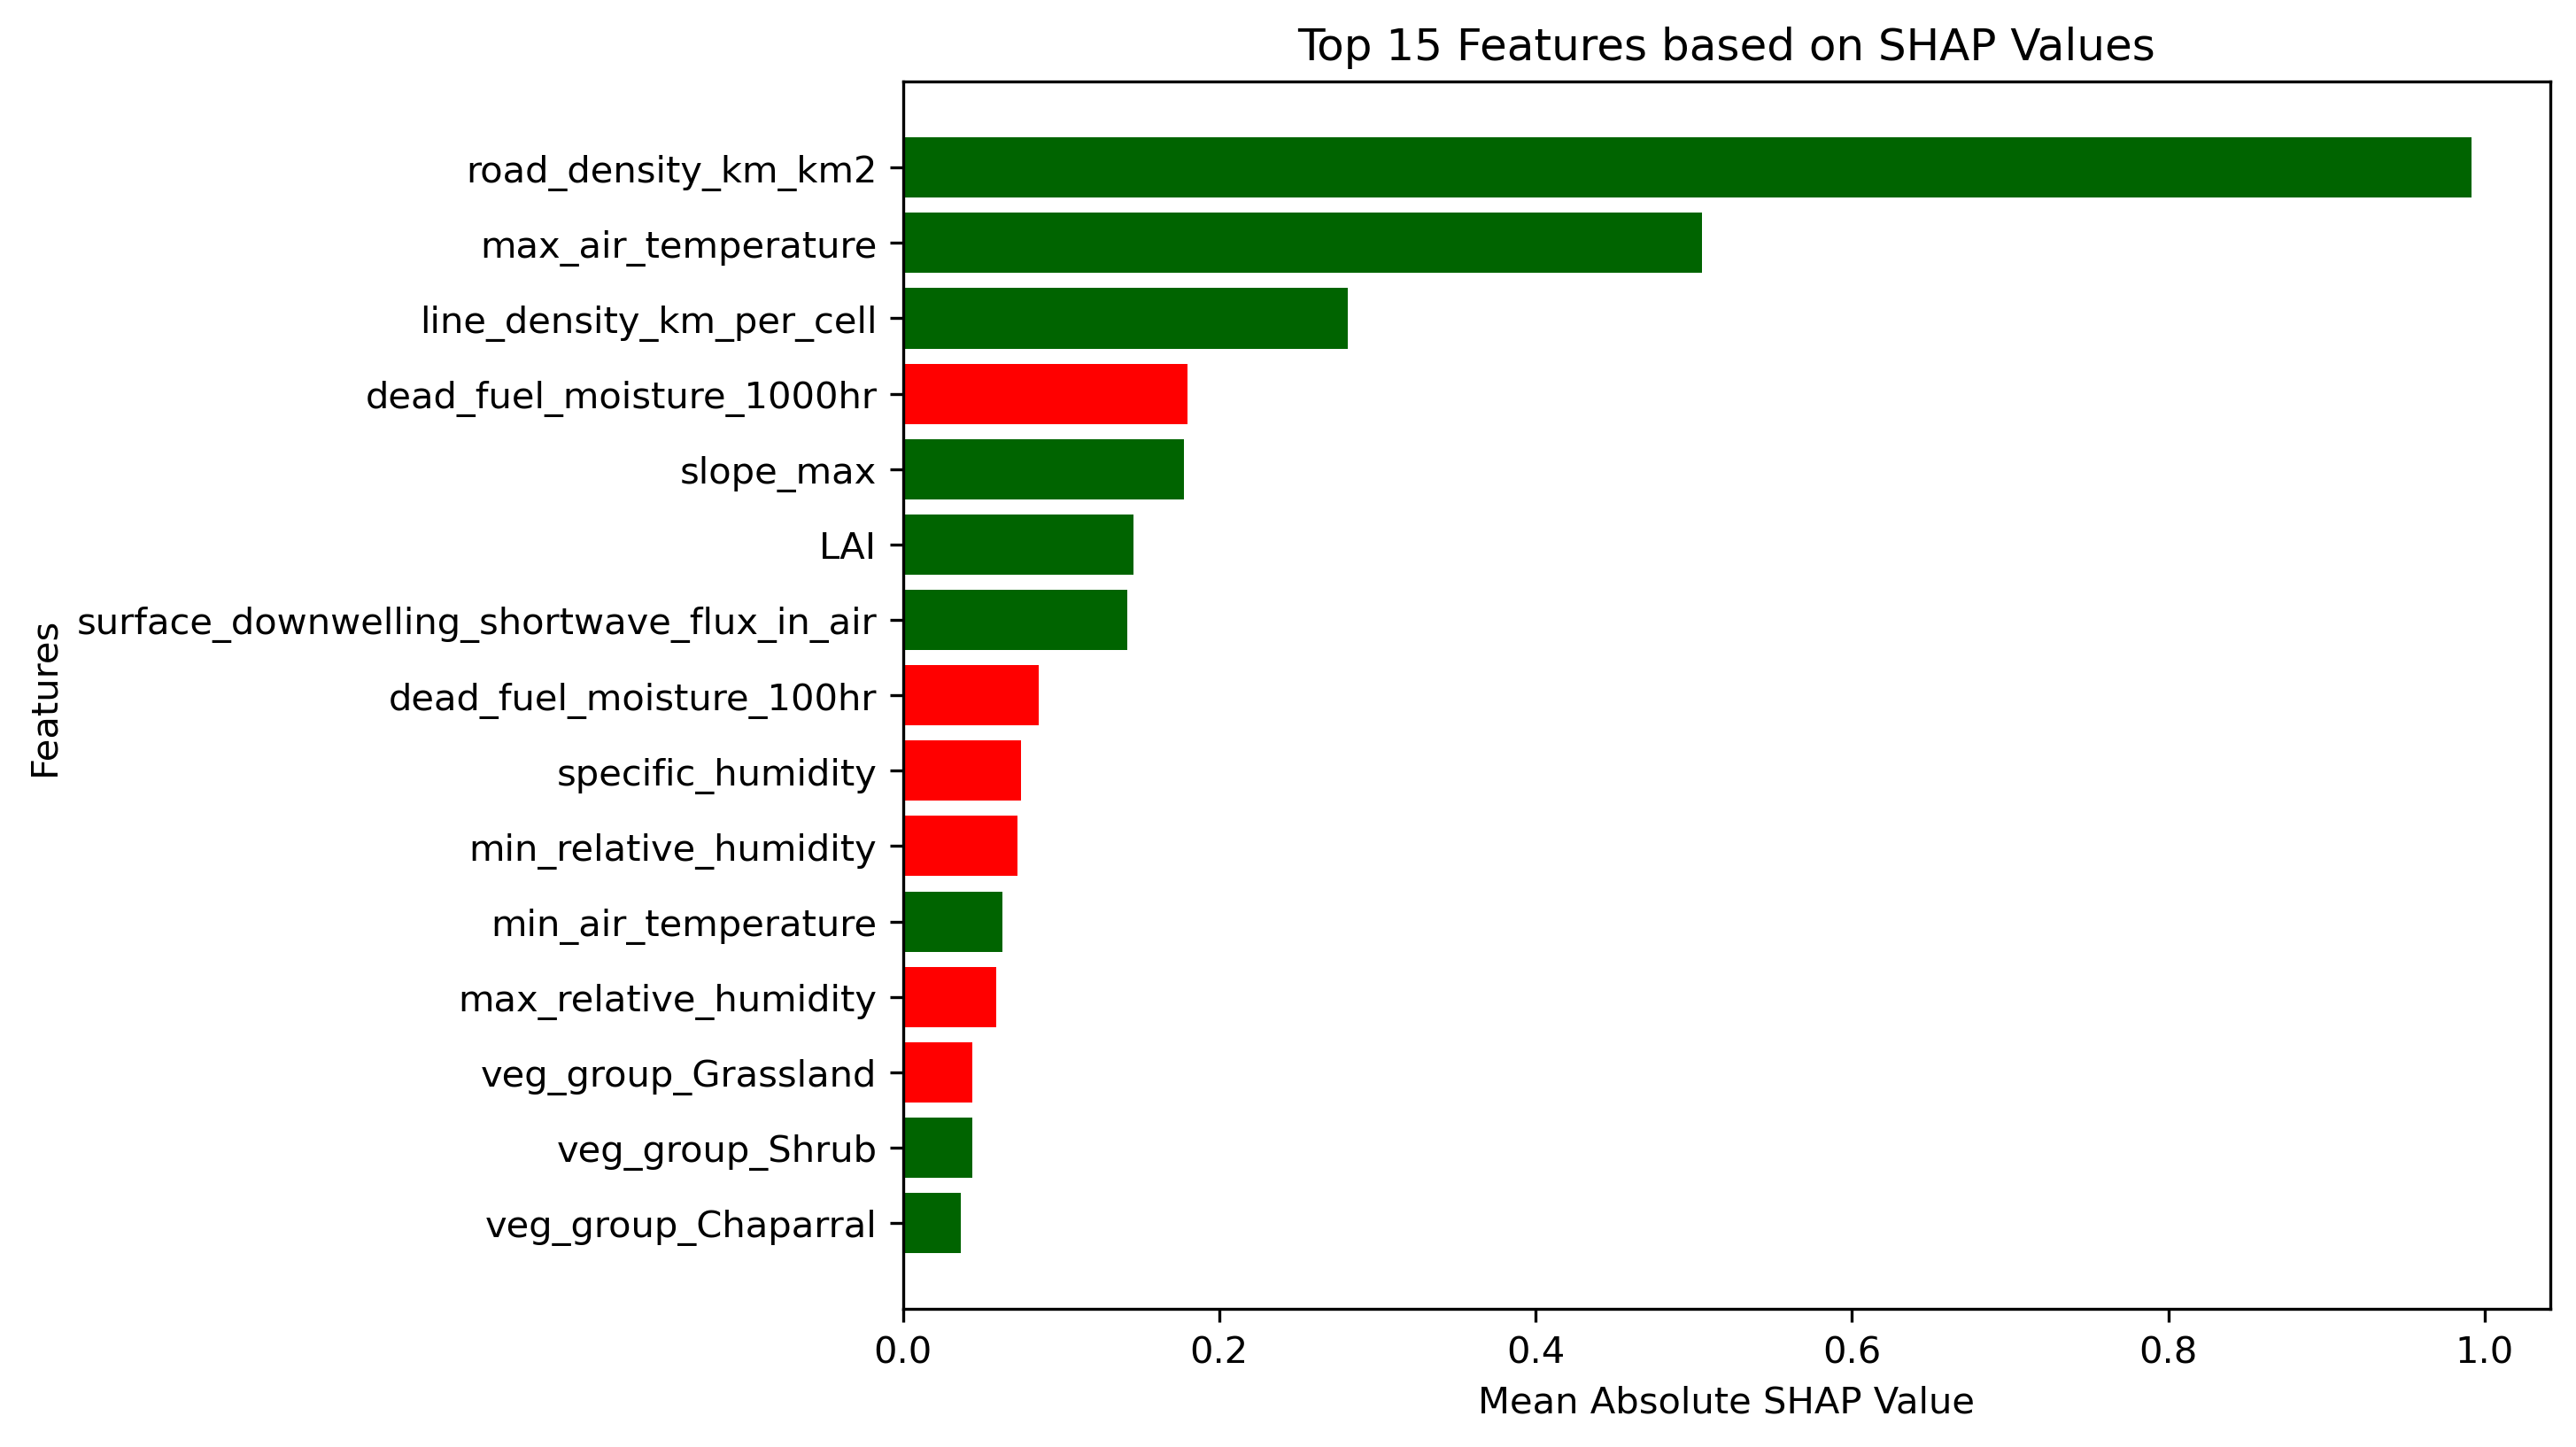 Top 15 Features based on SHAP Values
Features
road_density_km_km2
max_air_temperature
line_density_km_per_cell
dead_fuel_moisture_1000hr
slope_max
LAI
surface_downwelling_shortwave_flux_in_air
dead_fuel_moisture_100hr
specific_humidity
min_relative_humidity
min_air_temperature
max_relative_humidity
veg_group_Grassland
veg_group_Shrub
veg_group_Chaparral
0.0 0.2 0.4 0.6 0.8 1.0
Mean Absolute SHAP Value